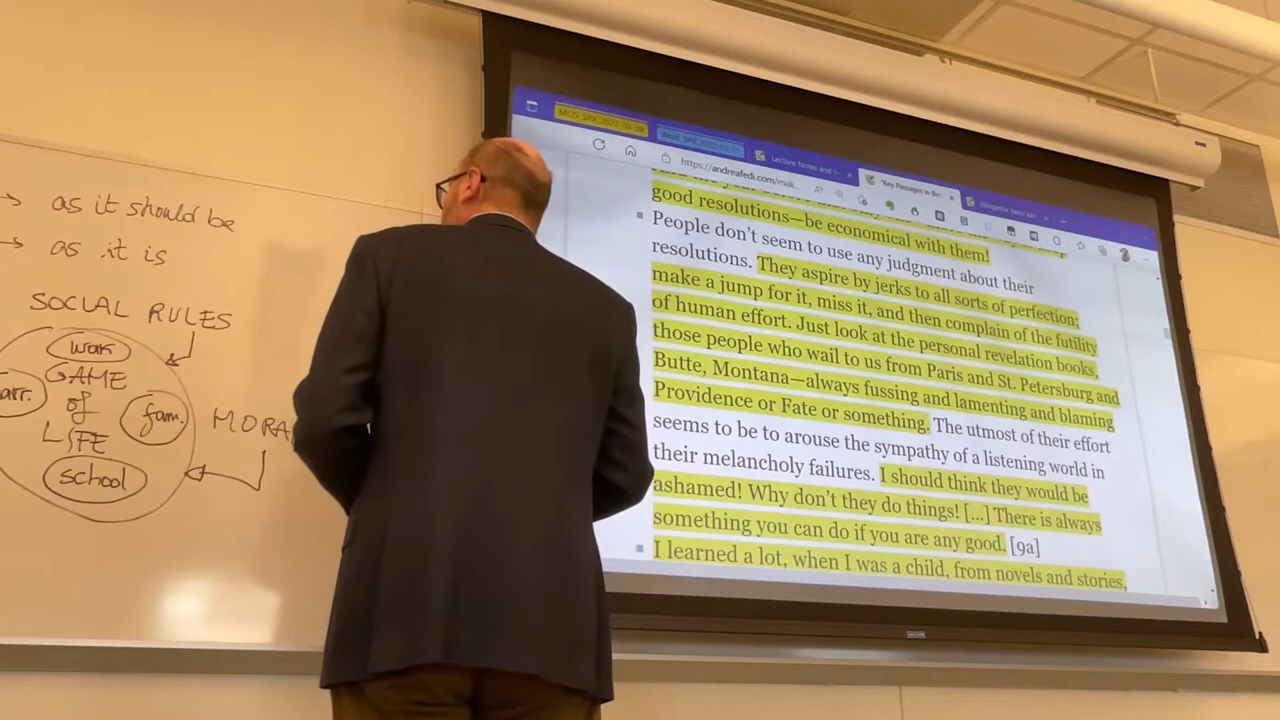 → as it should be
→ as it is
SOCIAL RULES
work
GAME
of
LIFE
arr.
fam.
school
MORA
MCD_SPX_2022-03-28
Lecture Notes and
"Key Passages in Be
https://andreafedi.com/mak...
good resolutions—be economical with them!
People don't seem to use any judgment about their
resolutions. They aspire by jerks to all sorts of perfection;
make a jump for it, miss it, and then complain of the futility
of human effort. Just look at the personal revelation books,
those people who wail to us from Paris and St. Petersburg and
Butte, Montana—always fussing and lamenting and blaming
Providence or Fate or something. The utmost of their effort
seems to be to arouse the sympathy of a listening world in
their melancholy failures. I should think they would be
ashamed! Why don't they do things! [...] There is always
something you can do if you are any good. [9a]
I learned a lot, when I was a child, from novels and stories,